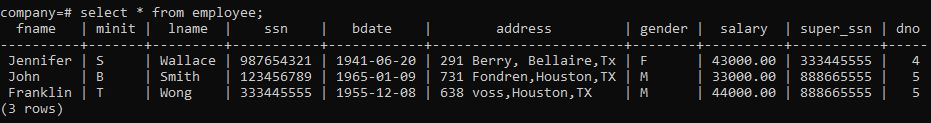 company=# select * from employee;
  fname   | minit |  lname  |    ssn    |   bdate    |         address         | gender |  salary  | super_ssn | dno
----------+-------+---------+-----------+------------+-------------------------+--------+----------+-----------+-----
 Jennifer | S     | Wallace | 987654321 | 1941-06-20 | 291 Berry, Bellaire,Tx  | F      | 43000.00 | 333445555 |   4
 John     | B     | Smith   | 123456789 | 1965-01-09 | 731 Fondren,Houston,TX  | M      | 33000.00 | 888665555 |   5
 Franklin | T     | Wong    | 333445555 | 1955-12-08 | 638 voss,Houston,TX     | M      | 44000.00 | 888665555 |   5
(3 rows)